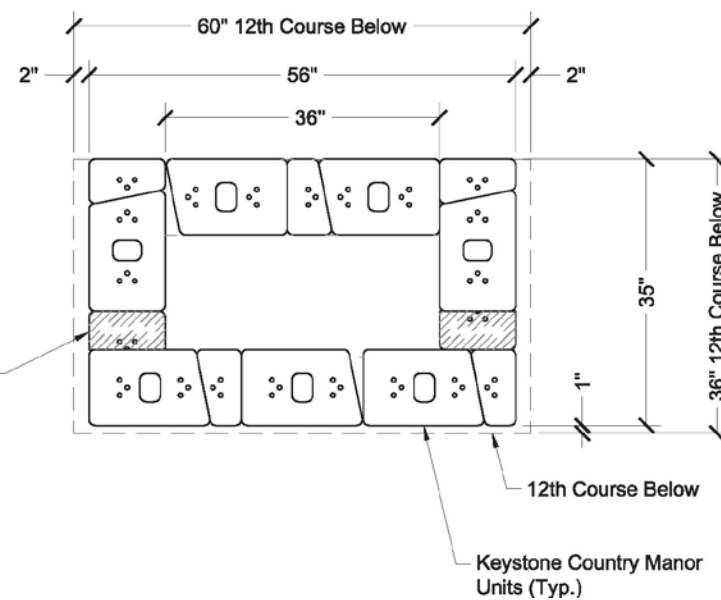 60" 12th Course Below
2"
56"
2"
36"
35"
36" 12th Course Below
1"
12th Course Below
Keystone Country Manor
Units (Typ.)